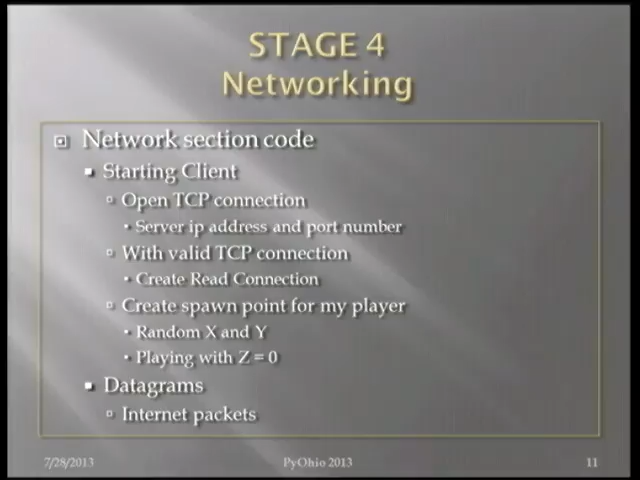 STAGE 4
Networking
Network section code
Starting Client
Open TCP connection
Server ip address and port number
With valid TCP connection
Create Read Connection
Create spawn point for my player
Random X and Y
Playing with Z = 0
Datagrams
Internet packets
7/28/2013 PyOhio 2013 11